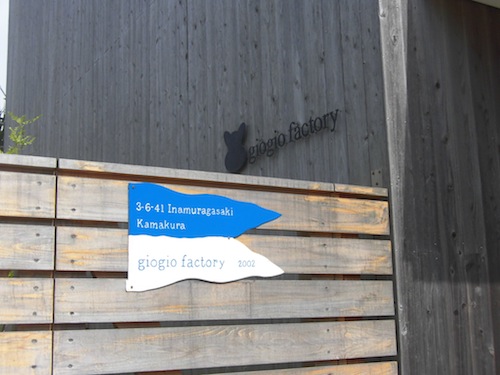 giogio factory
3-6-41 Inamuragasaki
Kamakura
giogio factory 2002